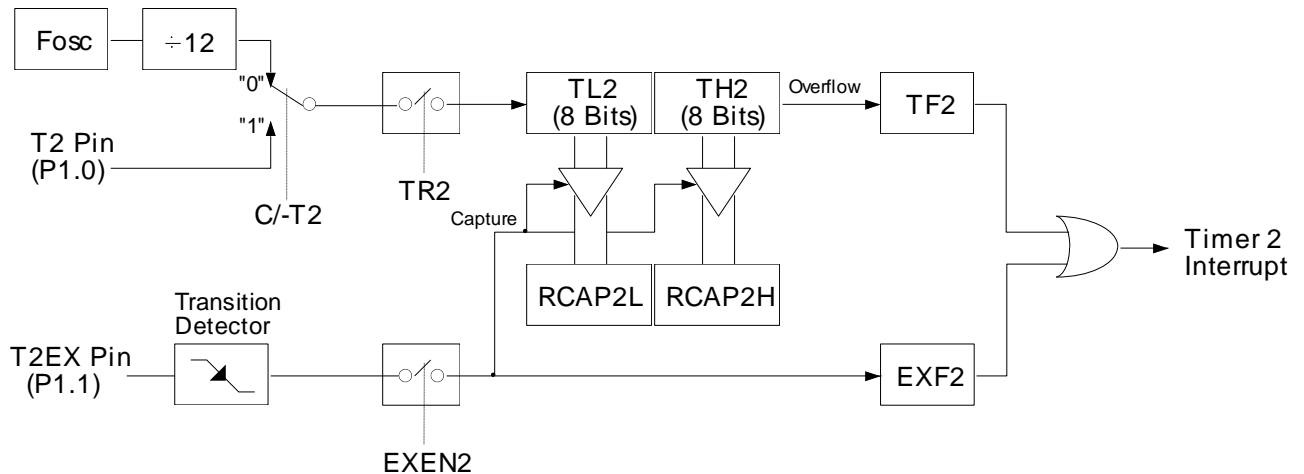 Fosc
÷12
"0"
"1"
T2 Pin
(P1.0)
C/-T2
TR2
TL2
(8 Bits)
TH2
(8 Bits)
Overflow
TF2
Capture
RCAP2L
RCAP2H
Timer 2
Interrupt
Transition
Detector
T2EX Pin
(P1.1)
EXEN2
EXF2